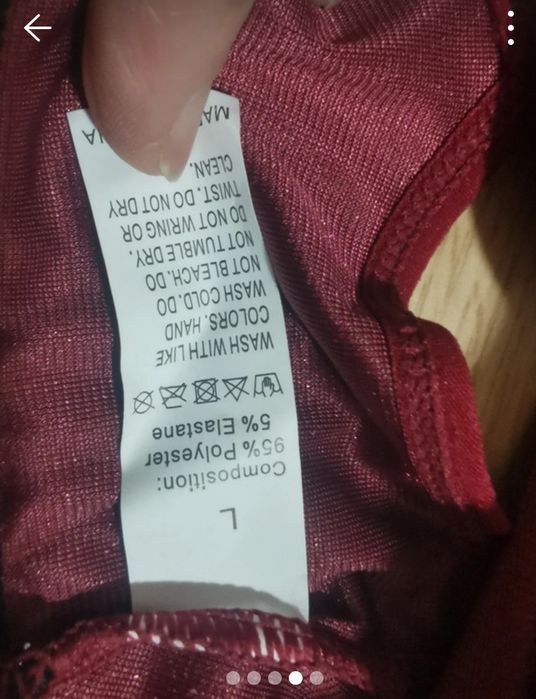 L
Composition:
95% Polyester
5% Elastane
WASH WITH LIKE
COLORS. HAND
WASH COLD. DO
NOT BLEACH. DO
NOT TUMBLE DRY.
DO NOT WRING OR
TWIST. DO NOT DRY
CLEAN.